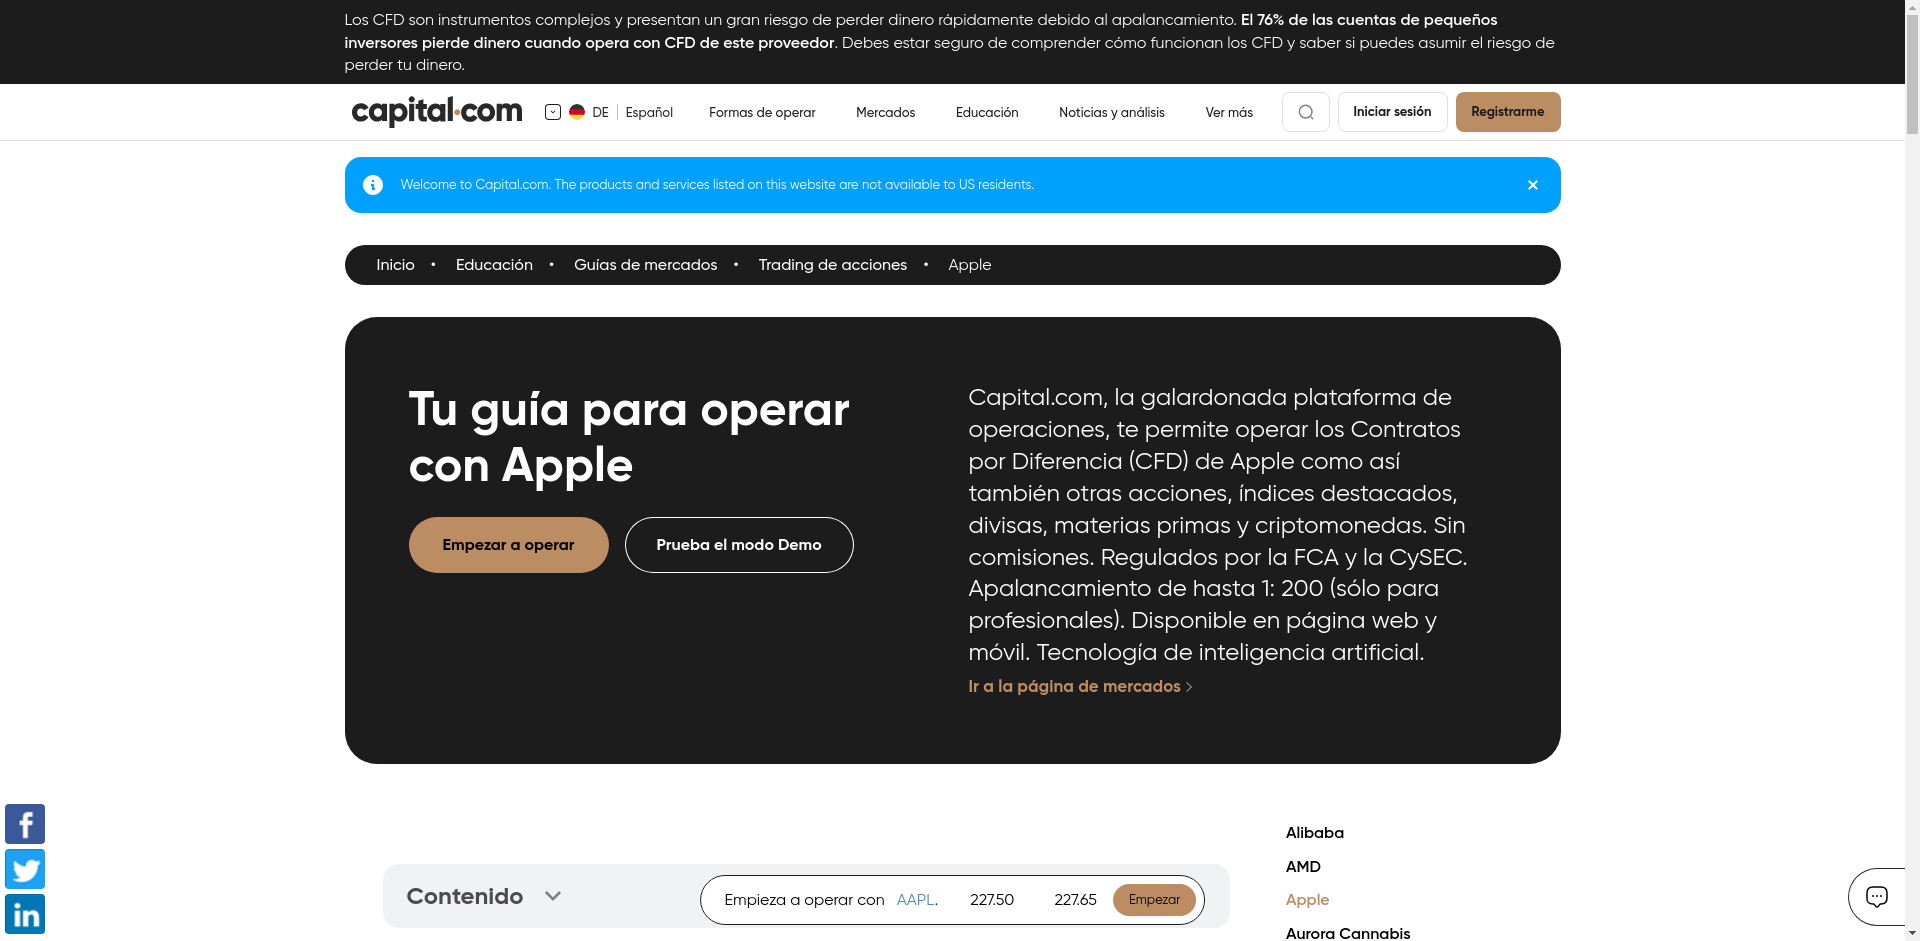 Los CFD son instrumentos complejos y presentan un gran riesgo de perder dinero rápidamente debido al apalancamiento. El 76% de las cuentas de pequeños
inversores pierde dinero cuando opera con CFD de este proveedor. Debes estar seguro de comprender cómo funcionan los CFD y saber si puedes asumir el riesgo de
perder tu dinero.
capital.com DE Español Formas de operar Mercados Educación Noticias y análisis Ver más Iniciar sesión Registrarme
Welcome to Capital.com. The products and services listed on this website are not available to US residents.
Inicio • Educación • Guías de mercados • Trading de acciones • Apple
Tu guía para operar
con Apple
Empezar a operar Prueba el modo Demo
Capital.com, la galardonada plataforma de
operaciones, te permite operar los Contratos
por Diferencia (CFD) de Apple como así
también otras acciones, índices destacados,
divisas, materias primas y criptomonedas. Sin
comisiones. Regulados por la FCA y la CySEC.
Apalancamiento de hasta 1: 200 (sólo para
profesionales). Disponible en página web y
móvil. Tecnología de inteligencia artificial.
Ir a la página de mercados
Contenido
Empieza a operar con AAPL. 227.50 227.65 Empezar
Alibaba
AMD
Apple
Aurora Cannabis